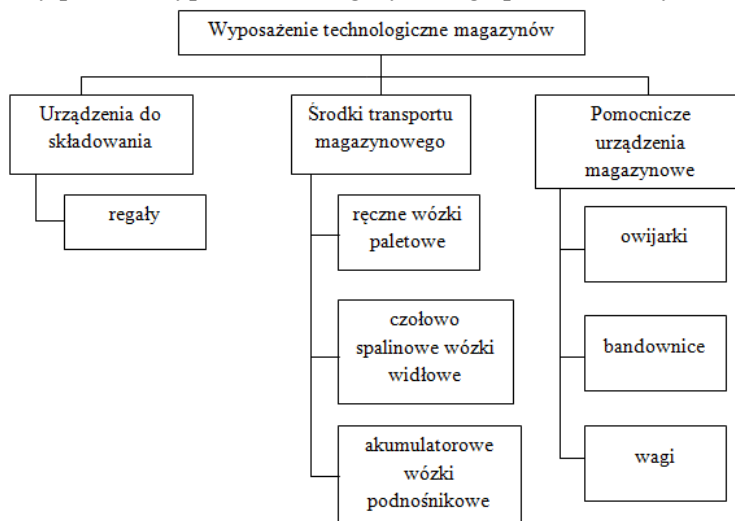 Wyposażenie technologiczne magazynów
Urządzenia do
składowania
regały
Środki transportu
magazynowego
ręczne wózki
paletowe
czołowo
spalinowe wózki
widłowe
akumulatorowe
wózki
podnośnikowe
Pomocnicze
urządzenia
magazynowe
owijarki
bandownice
wagi